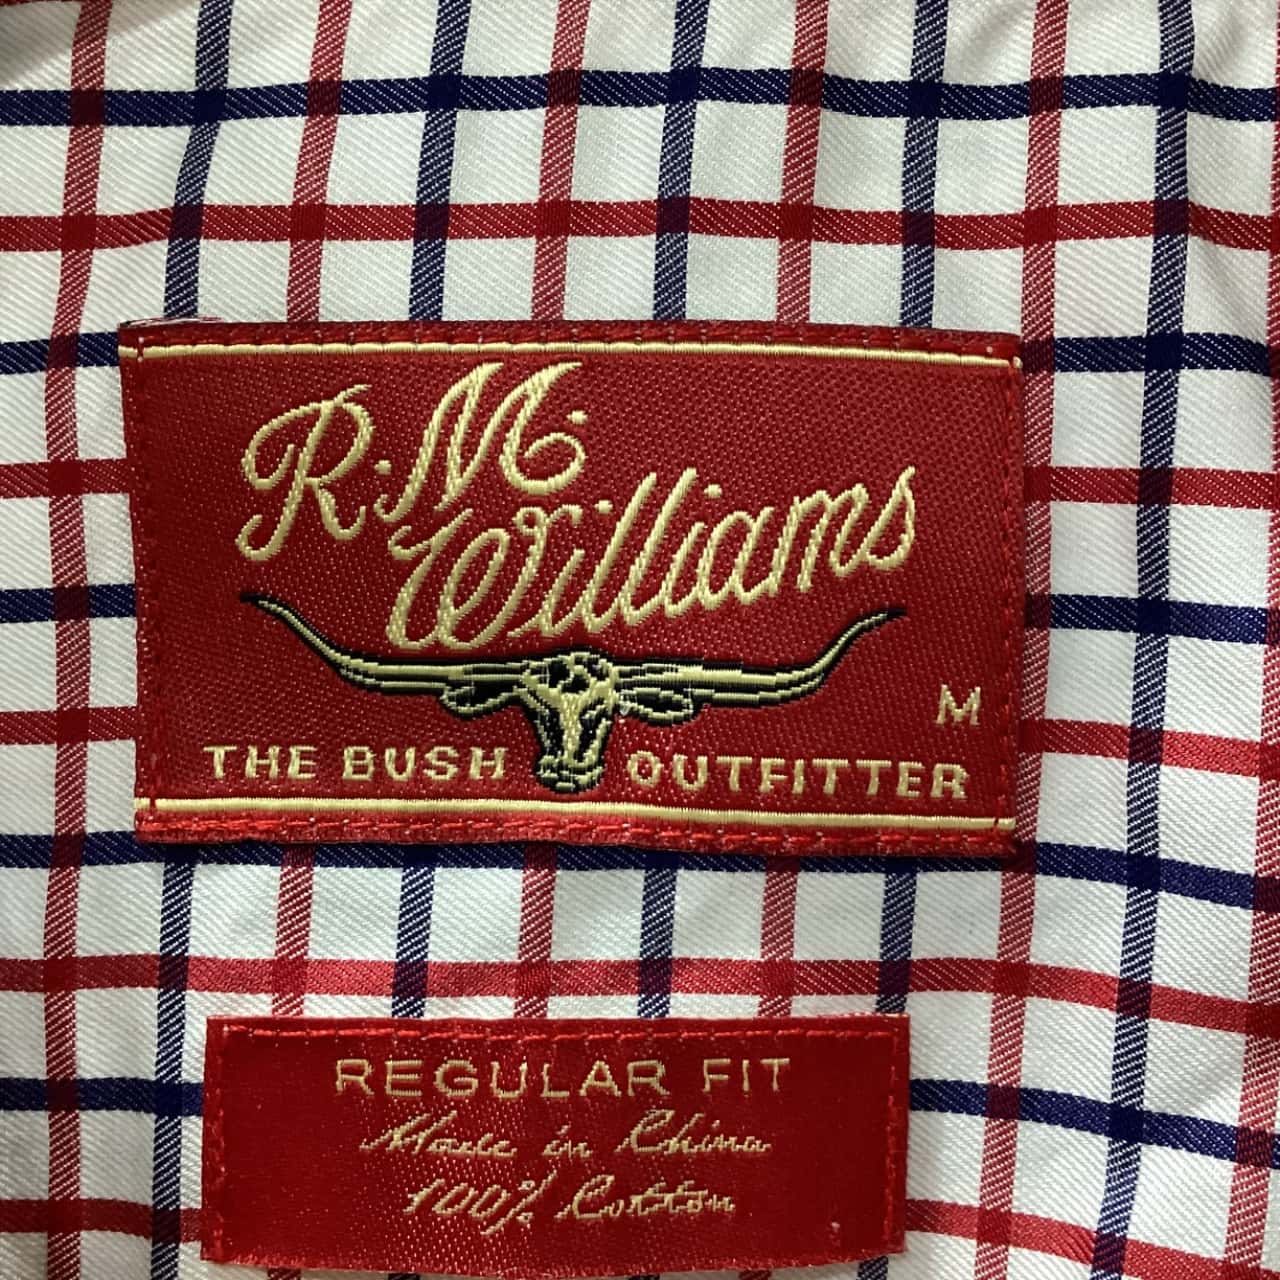 R.M.
Williams
M
THE BUSH OUTFITTER
REGULAR FIT
Made in China
100% Cotton